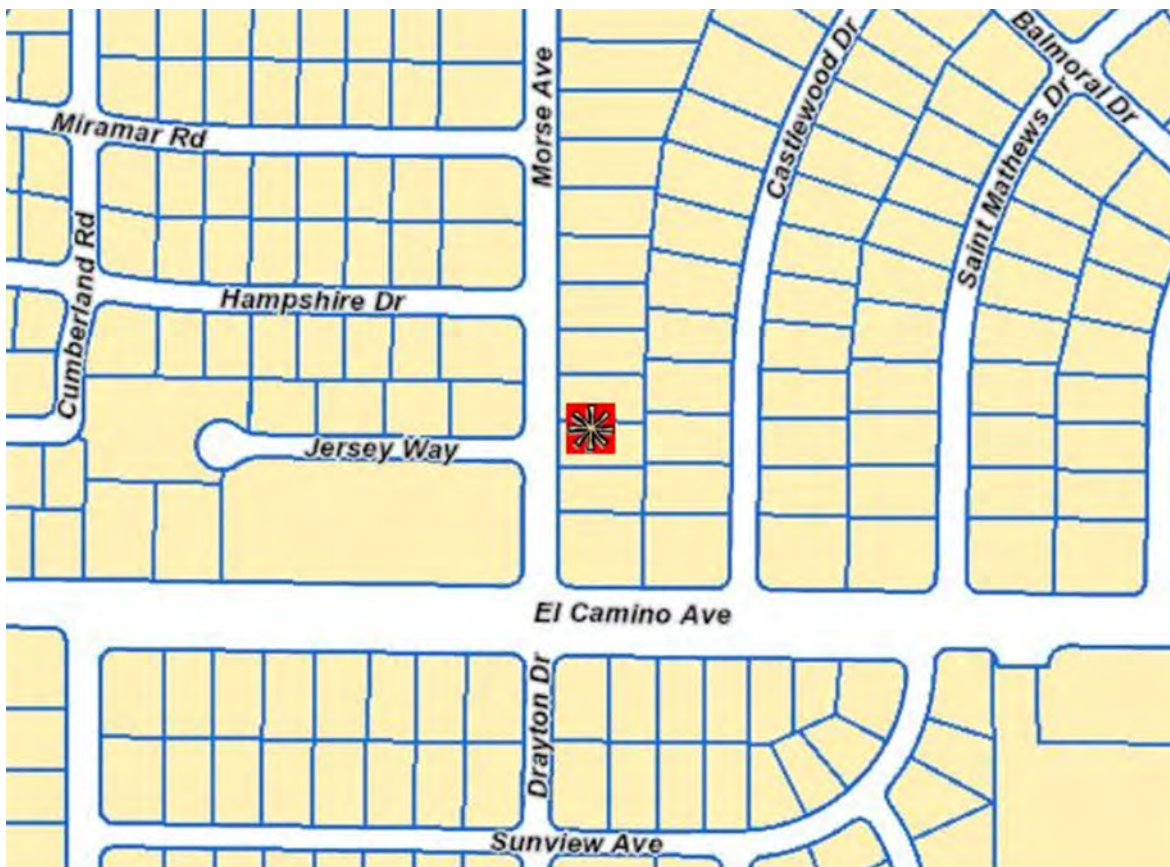 Balmoral Dr
Castlewood Dr
Morse Ave
Miramar Rd
Saint Mathews Dr
Cumberland Rd
Hampshire Dr
Jersey Way
El Camino Ave
Drayton Dr
Sunview Ave